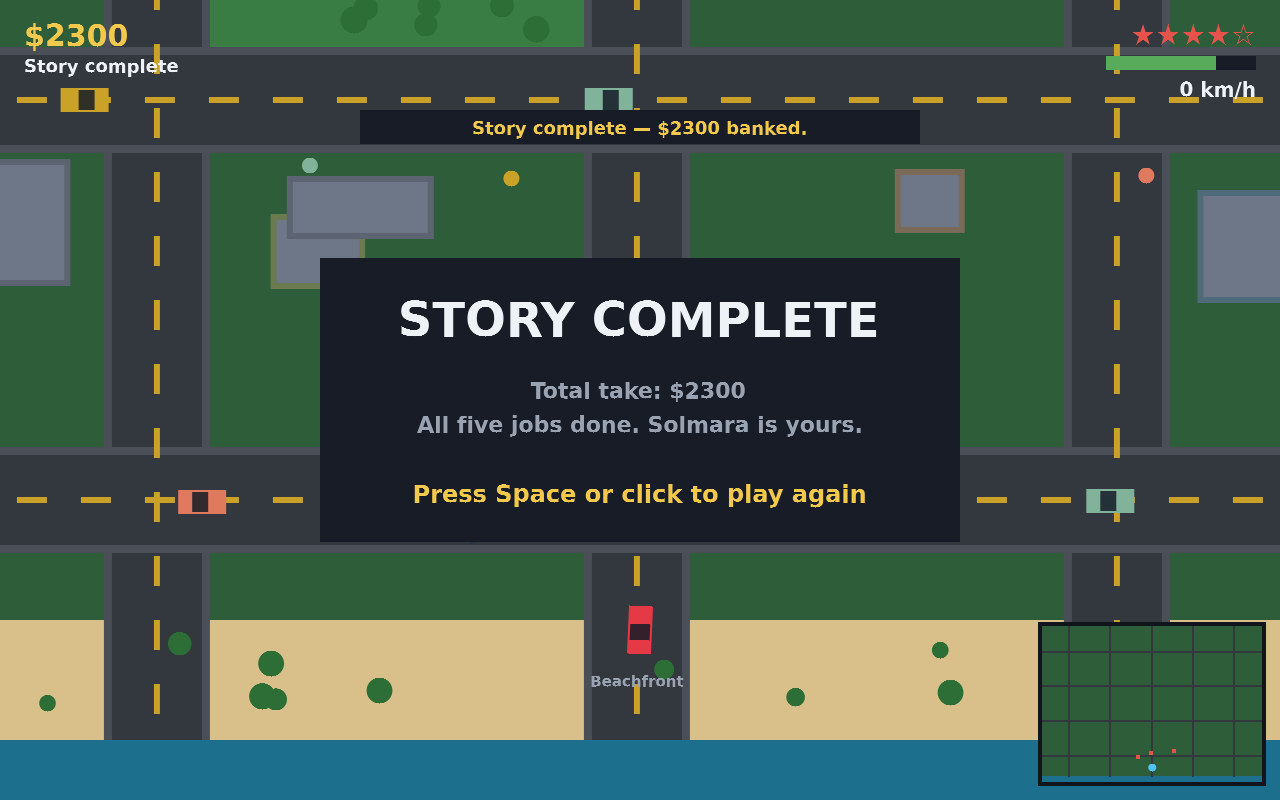 $2300
Story complete
★★★★☆
0 km/h
Story complete — $2300 banked.
STORY COMPLETE
Total take: $2300
All five jobs done. Solmara is yours.
Press Space or click to play again
Beachfront